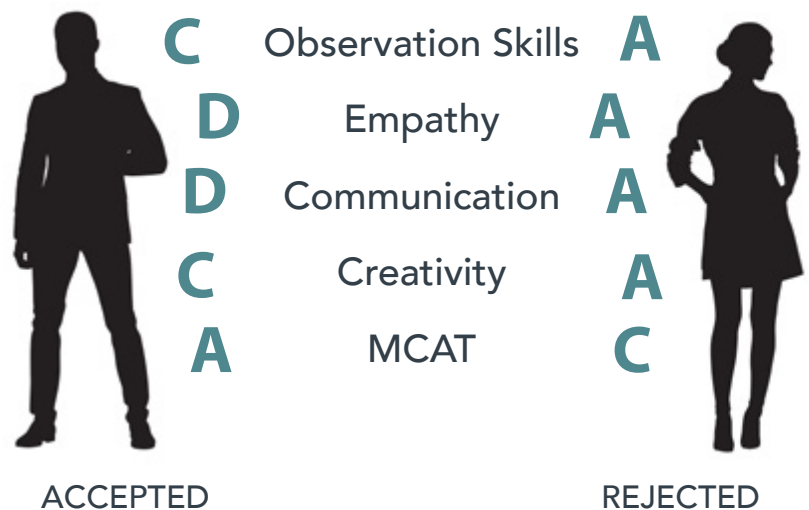 C Observation Skills A
D Empathy A
D Communication A
C Creativity A
A MCAT C
ACCEPTED REJECTED